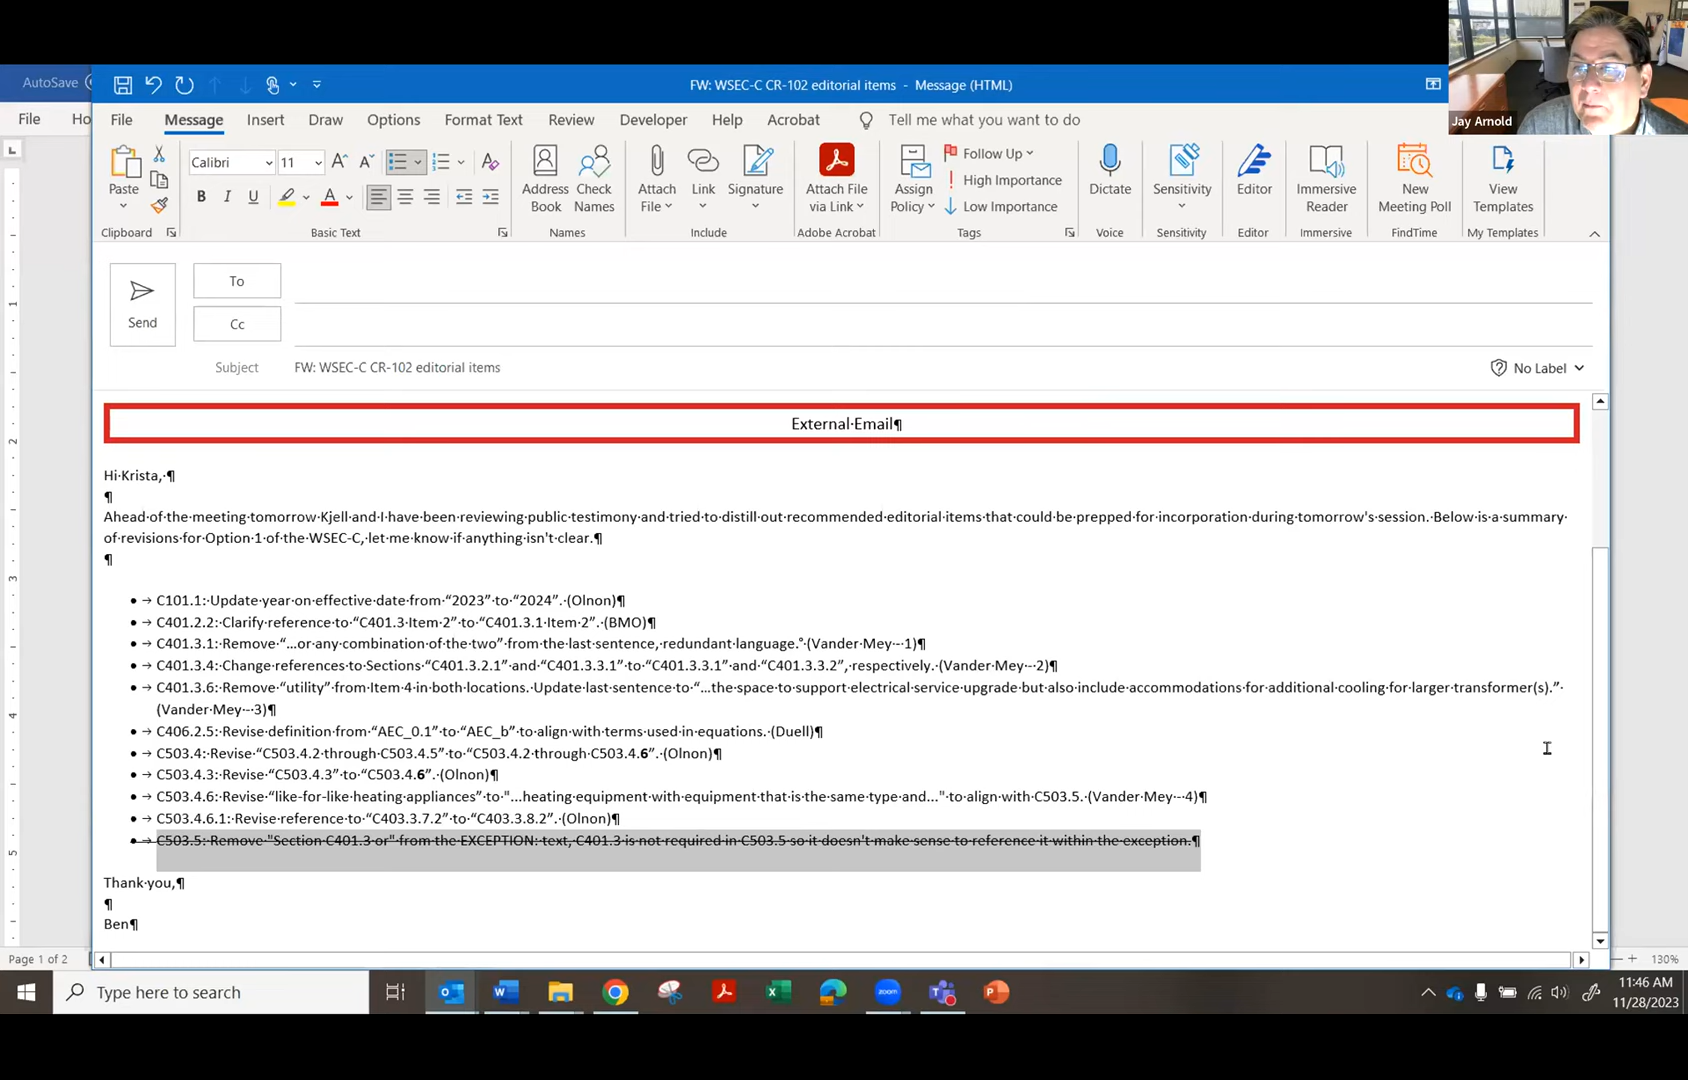 Jay Arnold
AutoSave
FW: WSEC-C CR-102 editorial items - Message (HTML)
File Ho
File Message Insert Draw Options Format Text Review Developer Help Acrobat Tell me what you want to do
Calibri 11
Paste
B I U A
Address Book
Check Names
Attach File
Link
Signature
Attach File via Link
Assign Policy
Follow Up
High Importance
Low Importance
Dictate
Sensitivity
Editor
Immersive Reader
New Meeting Poll
View Templates
Clipboard Basic Text Names Include Adobe Acrobat Tags Voice Sensitivity Editor Immersive FindTime My Templates
Send
To
Cc
Subject FW: WSEC-C CR-102 editorial items
No Label
External·Email¶
Hi·Krista,·¶
¶
Ahead·of·the·meeting·tomorrow·Kjell·and·I·have·been·reviewing·public·testimony·and·tried·to·distill·out·recommended·editorial·items·that·could·be·prepped·for·incorporation·during·tomorrow's·session.·Below·is·a·summary·
of·revisions·for·Option·1·of·the·WSEC-C,·let·me·know·if·anything·isn't·clear.¶
¶
•→C101.1:·Update·year·on·effective·date·from·“2023”·to·“2024”.·(Olnon)¶
•→C401.2.2:·Clarify·reference·to·“C401.3·Item·2”·to·“C401.3.1·Item·2”.·(BMO)¶
•→C401.3.1:·Remove·“…or·any·combination·of·the·two”·from·the·last·sentence,·redundant·language.°·(Vander·Mey·-·1)¶
•→C401.3.4:·Change·references·to·Sections·“C401.3.2.1”·and·“C401.3.3.1”·to·“C401.3.3.1”·and·“C401.3.3.2”,·respectively.·(Vander·Mey·-·2)¶
•→C401.3.6:·Remove·“utility”·from·Item·4·in·both·locations.·Update·last·sentence·to·“…the·space·to·support·electrical·service·upgrade·but·also·include·accommodations·for·additional·cooling·for·larger·transformer(s).”·
(Vander·Mey·-·3)¶
•→C406.2.5:·Revise·definition·from·“AEC_0.1”·to·“AEC_b”·to·align·with·terms·used·in·equations.·(Duell)¶
•→C503.4:·Revise·“C503.4.2·through·C503.4.5”·to·“C503.4.2·through·C503.4.6”.·(Olnon)¶
•→C503.4.3:·Revise·“C503.4.3”·to·“C503.4.6”.·(Olnon)¶
•→C503.4.6:·Revise·“like-for-like·heating·appliances”·to·"...heating·equipment·with·equipment·that·is·the·same·type·and..."·to·align·with·C503.5.·(Vander·Mey·-·4)¶
•→C503.4.6.1:·Revise·reference·to·“C403.3.7.2”·to·“C403.3.8.2”.·(Olnon)¶
•→C503.5:·Remove·"Section·C401.3·or"·from·the·EXCEPTION:·text,·C401.3·is·not·required·in·C503.5·so·it·doesn't·make·sense·to·reference·it·within·the·exception.¶
Thank·you,¶
¶
Ben¶
Page 1 of 2
130%
Type here to search
zoom
11:46 AM
11/28/2023